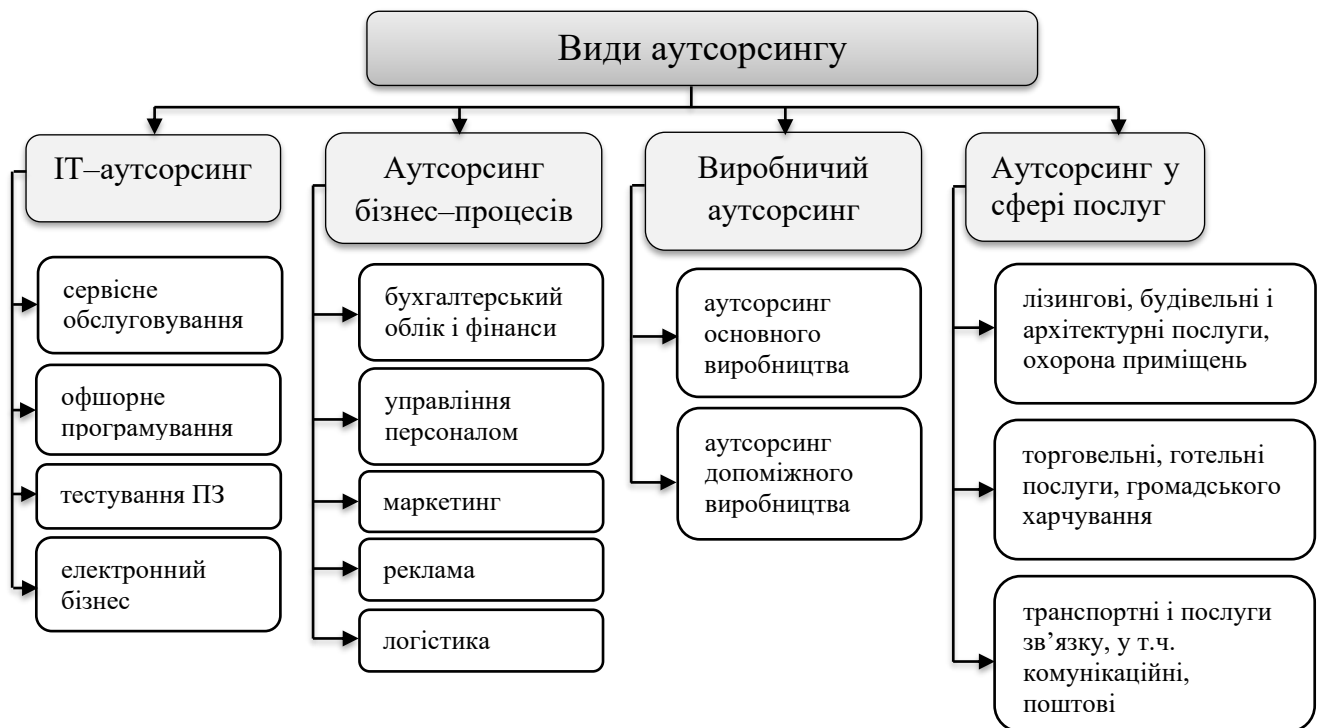 Види аутсорсингу
ІТ–аутсорсинг
сервісне
обслуговування
офшорне
програмування
тестування ПЗ
електронний
бізнес
Аутсорсинг
бізнес–процесів
бухгалтерський
облік і фінанси
управління
персоналом
маркетинг
реклама
логістика
Виробничий
аутсорсинг
аутсорсинг
основного
виробництва
аутсорсинг
допоміжного
виробництва
Аутсорсинг у
сфері послуг
лізингові, будівельні і
архітектурні послуги,
охорона приміщень
торговельні, готельні
послуги, громадського
харчування
транспортні і послуги
зв’язку, у т.ч.
комунікаційні,
поштові